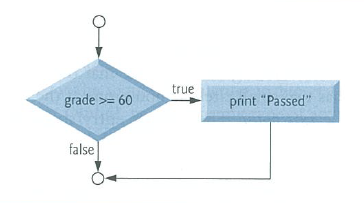 true
grade >= 60
print “Passed”
false